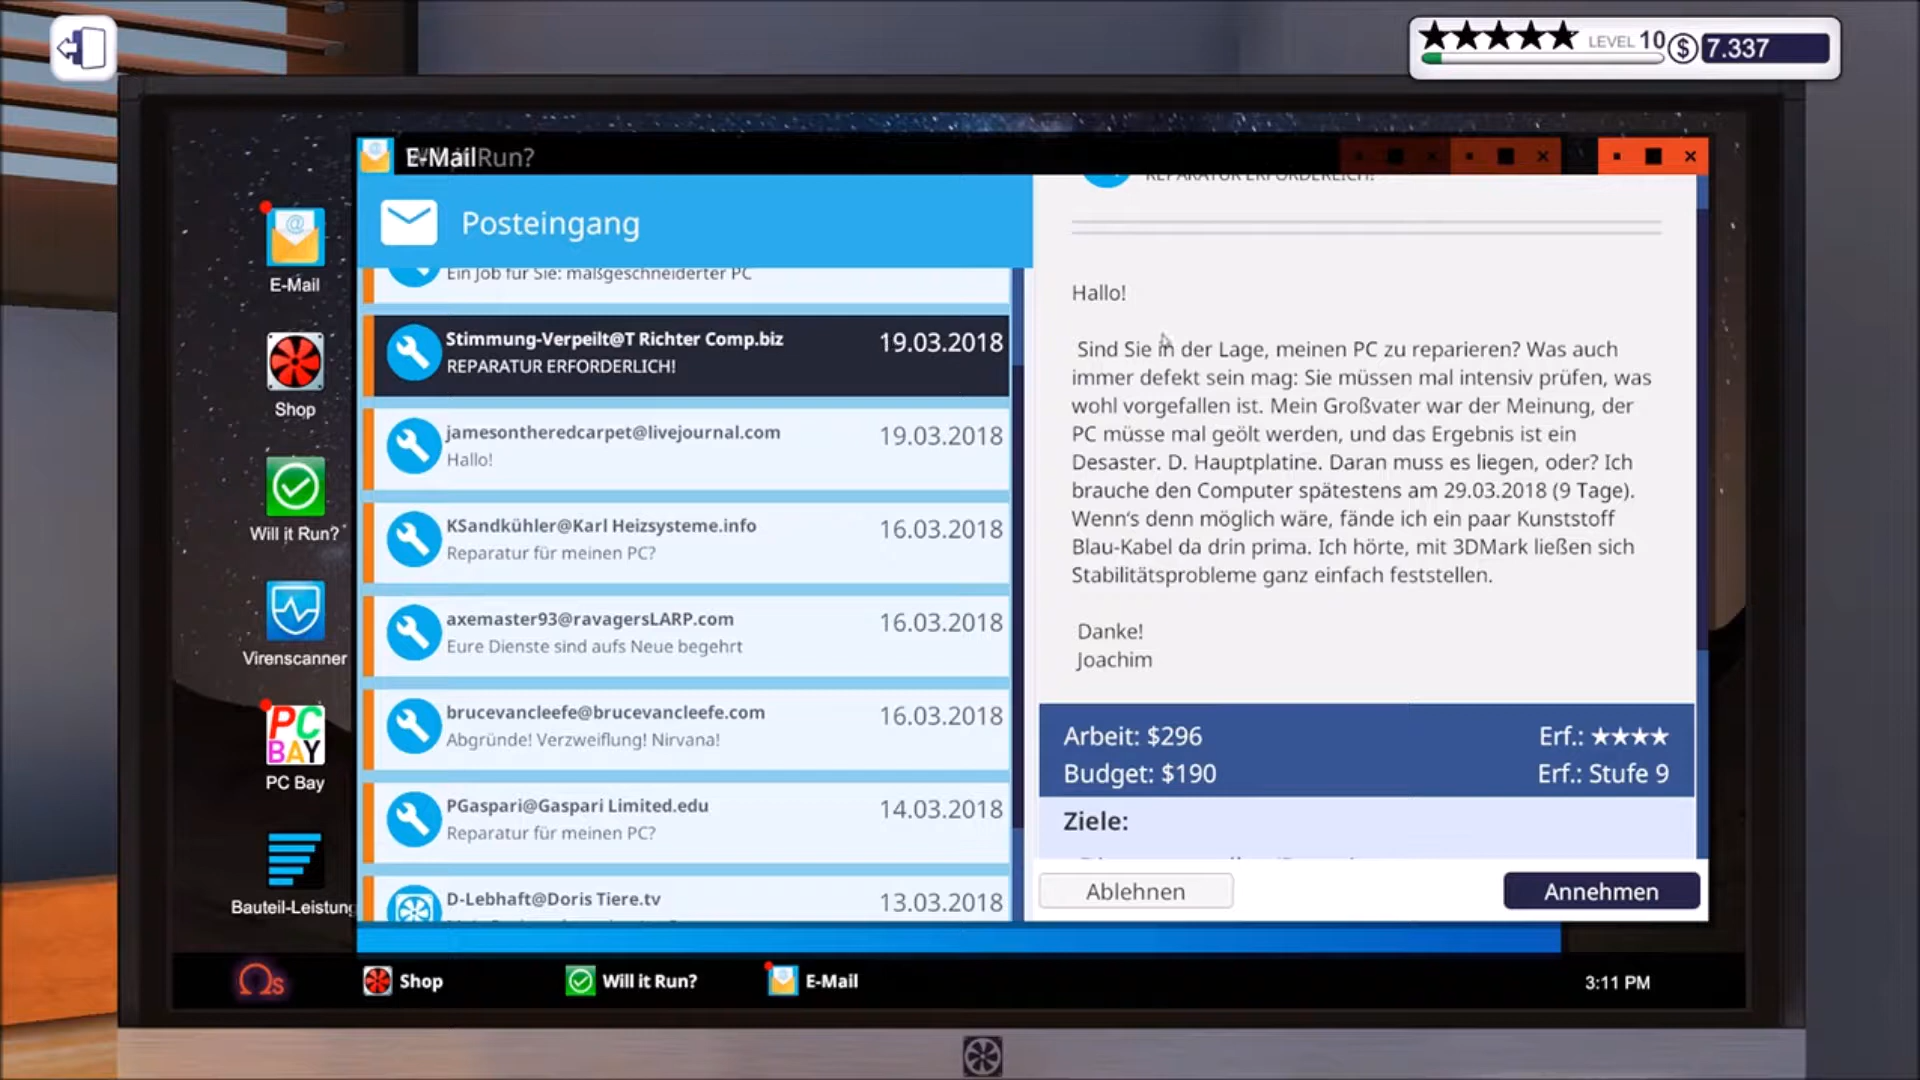 LEVEL 10
$ 7.337
E-Mail
Run?
REPARATUR ERFORDERLICH!
Posteingang
Ein Job für Sie: maßgeschneiderter PC
Stimmung-Verpeilt@T Richter Comp.biz
19.03.2018
REPARATUR ERFORDERLICH!
jamesontheredcarpet@livejournal.com
19.03.2018
Hallo!
KSandkühler@Karl Heizsysteme.info
16.03.2018
Reparatur für meinen PC?
axemaster93@ravagersLARP.com
16.03.2018
Eure Dienste sind aufs Neue begehrt
brucevancleefe@brucevancleefe.com
16.03.2018
Abgründe! Verzweiflung! Nirvana!
PGaspari@Gaspari Limited.edu
14.03.2018
Reparatur für meinen PC?
D-Lebhaft@Doris Tiere.tv
13.03.2018
Hallo!
Sind Sie in der Lage, meinen PC zu reparieren? Was auch
immer defekt sein mag: Sie müssen mal intensiv prüfen, was
wohl vorgefallen ist. Mein Großvater war der Meinung, der
PC müsse mal geölt werden, und das Ergebnis ist ein
Desaster. D. Hauptplatine. Daran muss es liegen, oder? Ich
brauche den Computer spätestens am 29.03.2018 (9 Tage).
Wenn‘s denn möglich wäre, fände ich ein paar Kunststoff
Blau-Kabel da drin prima. Ich hörte, mit 3DMark ließen sich
Stabilitätsprobleme ganz einfach feststellen.
Danke!
Joachim
Arbeit: $296
Erf.: ★★★★
Budget: $190
Erf.: Stufe 9
Ziele:
Ablehnen
Annehmen
E-Mail
Shop
Will it Run?
Virenscanner
PC
BAY
PC Bay
Bauteil-Leistung
Ωs
Shop
Will it Run?
E-Mail
3:11 PM